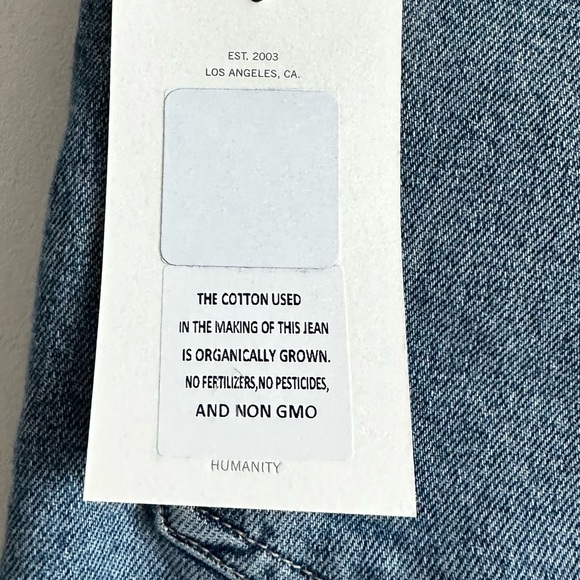 EST. 2003
LOS ANGELES, CA.
THE COTTON USED
IN THE MAKING OF THIS JEAN
IS ORGANICALLY GROWN.
NO FERTILIZERS,NO PESTICIDES,
AND NON GMO
HUMANITY